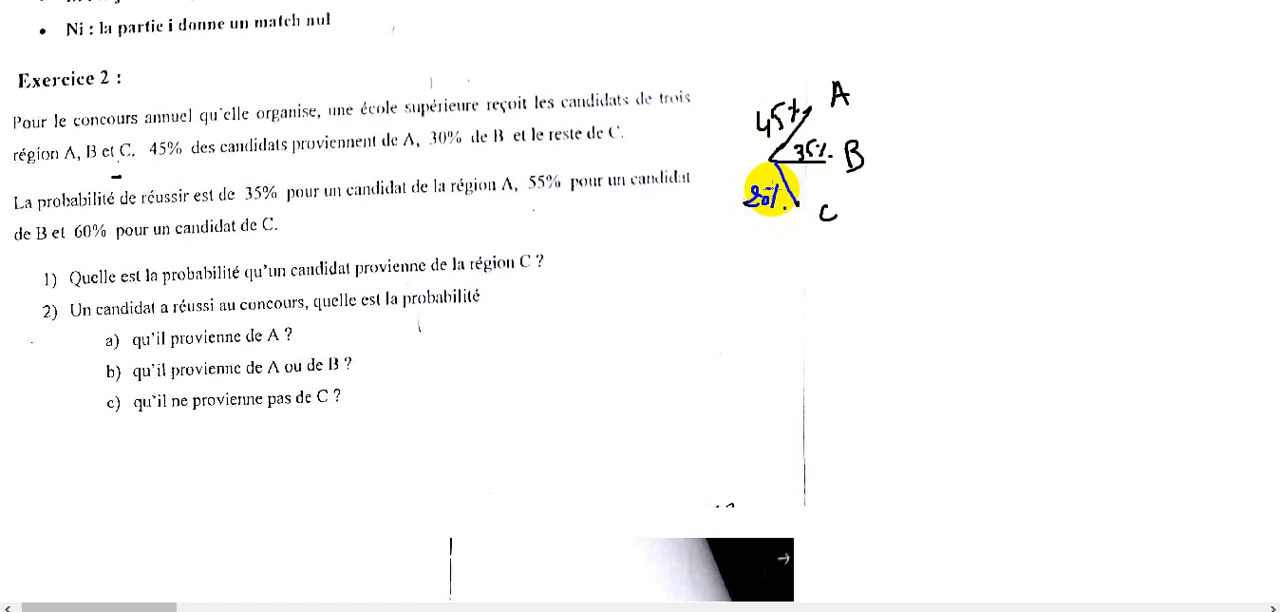 Ni : la partie i donne un match nul
Exercice 2 :
Pour le concours annuel qu'elle organise, une école supérieure reçoit les candidats de trois
région A, B et C. 45% des candidats proviennent de A, 30% de B et le reste de C.
La probabilité de réussir est de 35% pour un candidat de la région A, 55% pour un candidat
de B et 60% pour un candidat de C.
1) Quelle est la probabilité qu'un candidat provienne de la région C ?
2) Un candidat a réussi au concours, quelle est la probabilité
a) qu'il provienne de A ?
b) qu'il provienne de A ou de B ?
c) qu'il ne provienne pas de C ?
45% A
35% B
20% C